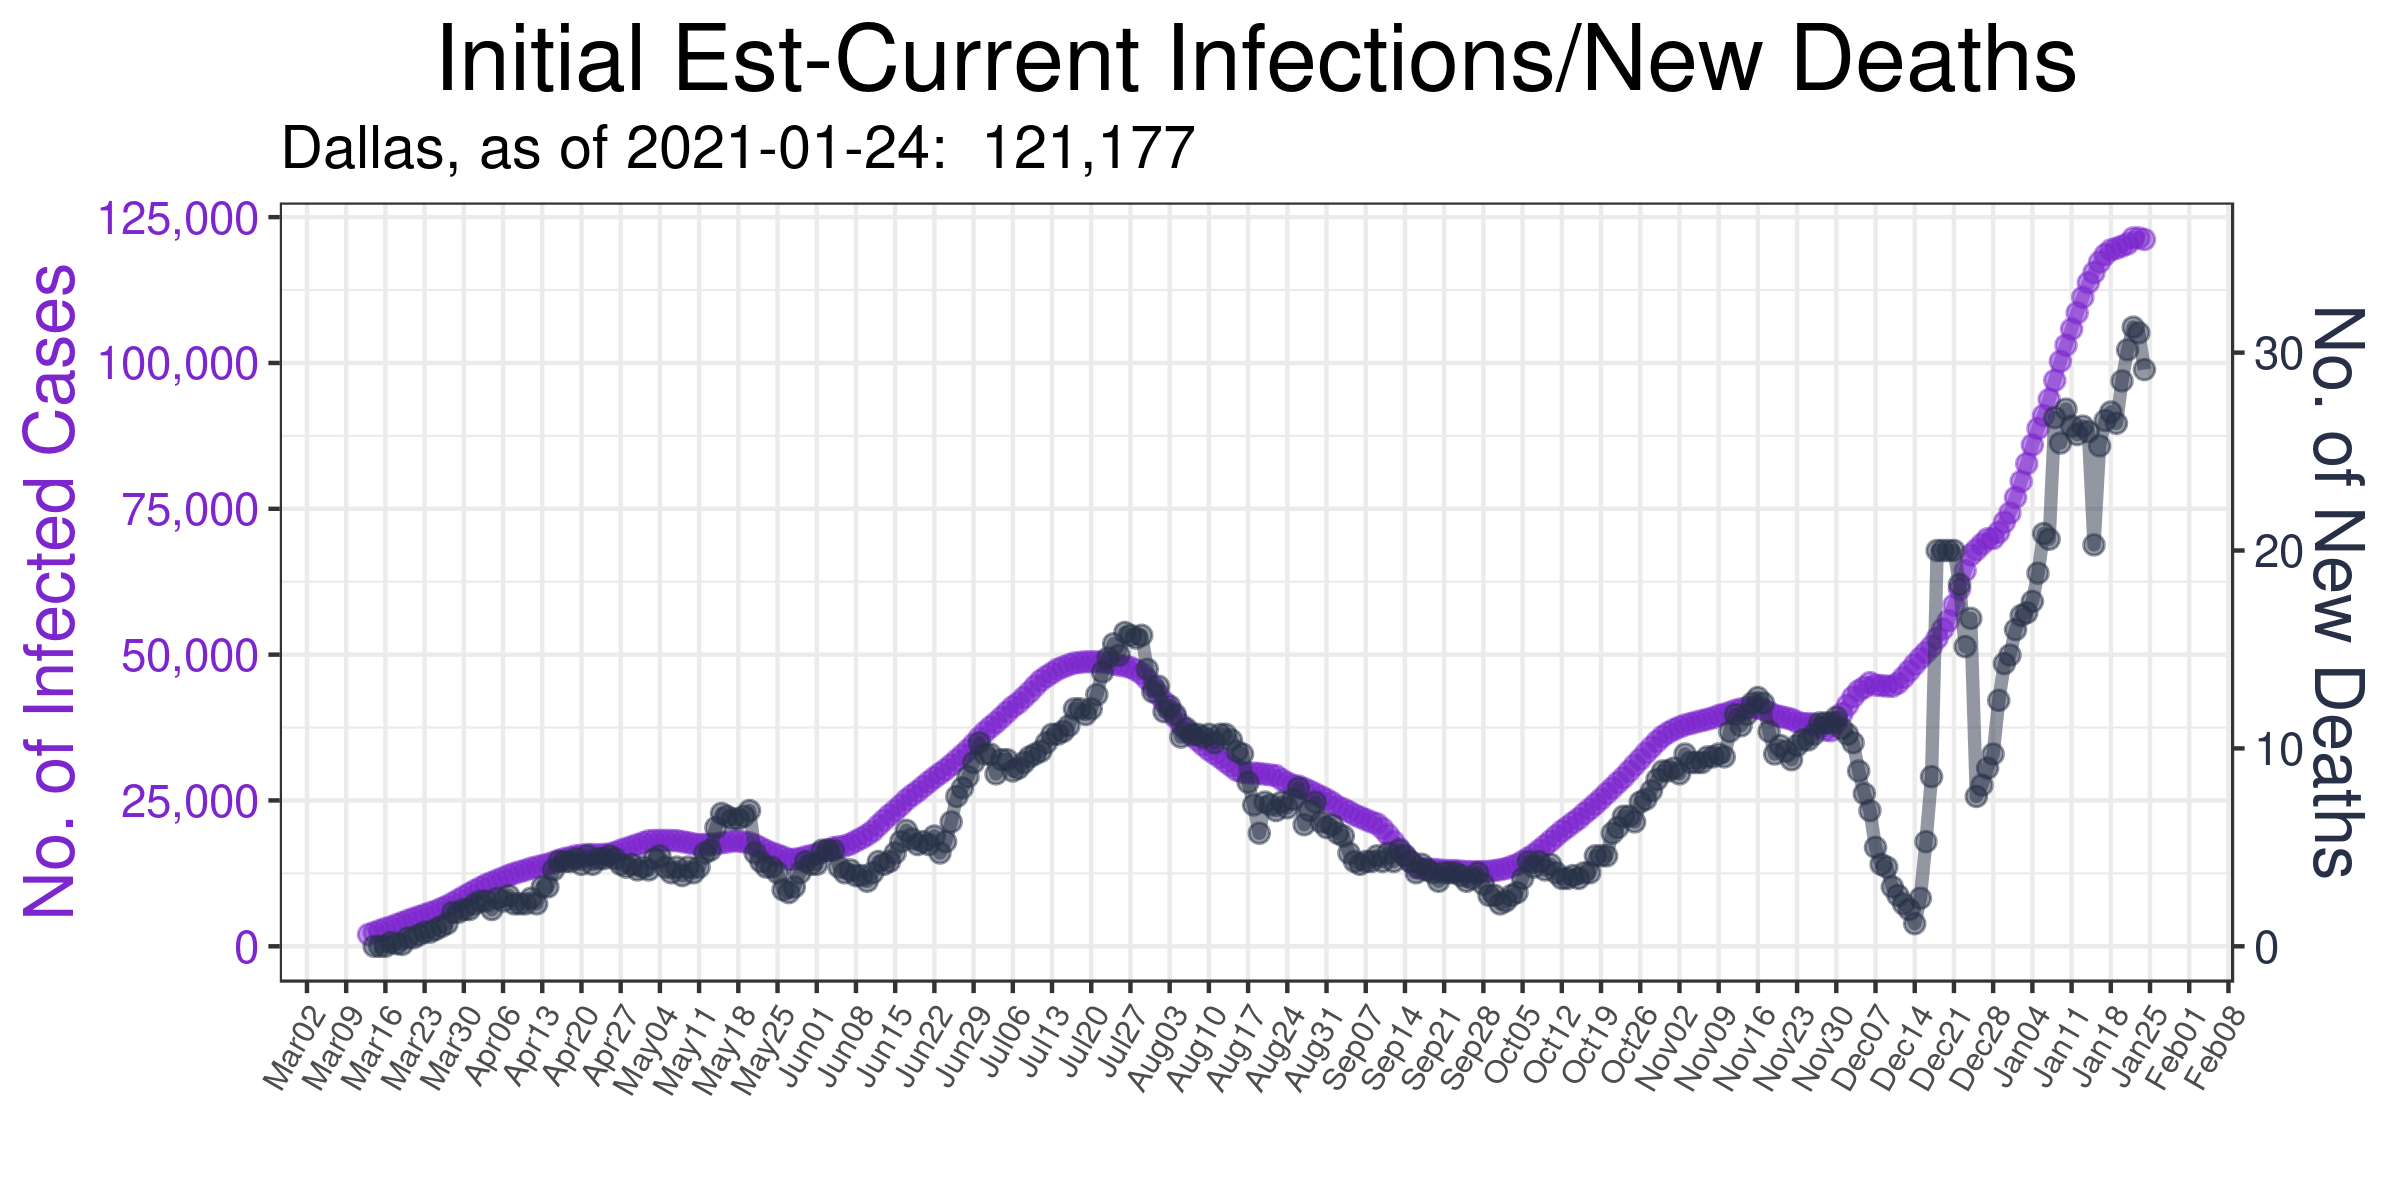 Initial Est-Current Infections/New Deaths
Dallas, as of 2021-01-24:  121,177
No. of Infected Cases
125,000
100,000
75,000
50,000
25,000
0
30
20
10
0
No. of New Deaths
Mar02
Mar09
Mar16
Mar23
Mar30
Apr06
Apr13
Apr20
Apr27
May04
May11
May18
May25
Jun01
Jun08
Jun15
Jun22
Jun29
Jul06
Jul13
Jul20
Jul27
Aug03
Aug10
Aug17
Aug24
Aug31
Sep07
Sep14
Sep21
Sep28
Oct05
Oct12
Oct19
Oct26
Nov02
Nov09
Nov16
Nov23
Nov30
Dec07
Dec14
Dec21
Dec28
Jan04
Jan11
Jan18
Jan25
Feb01
Feb08